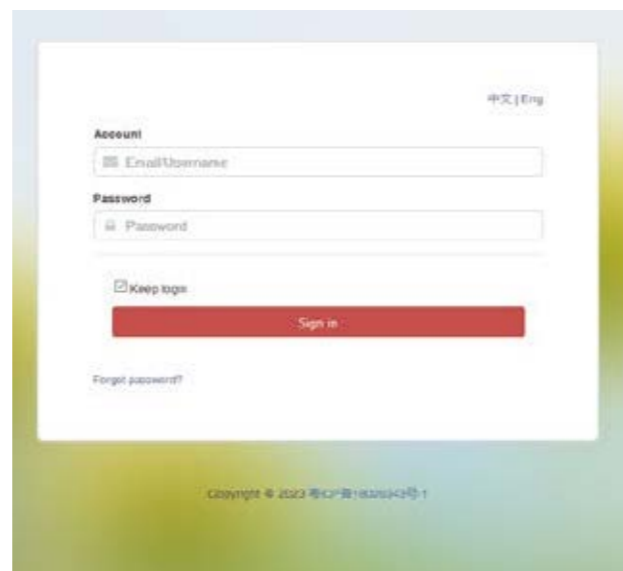 中文 | Eng
Account
Email/Username
Password
Password
Keep login
Sign in
Forgot password?
Copyright © 2023